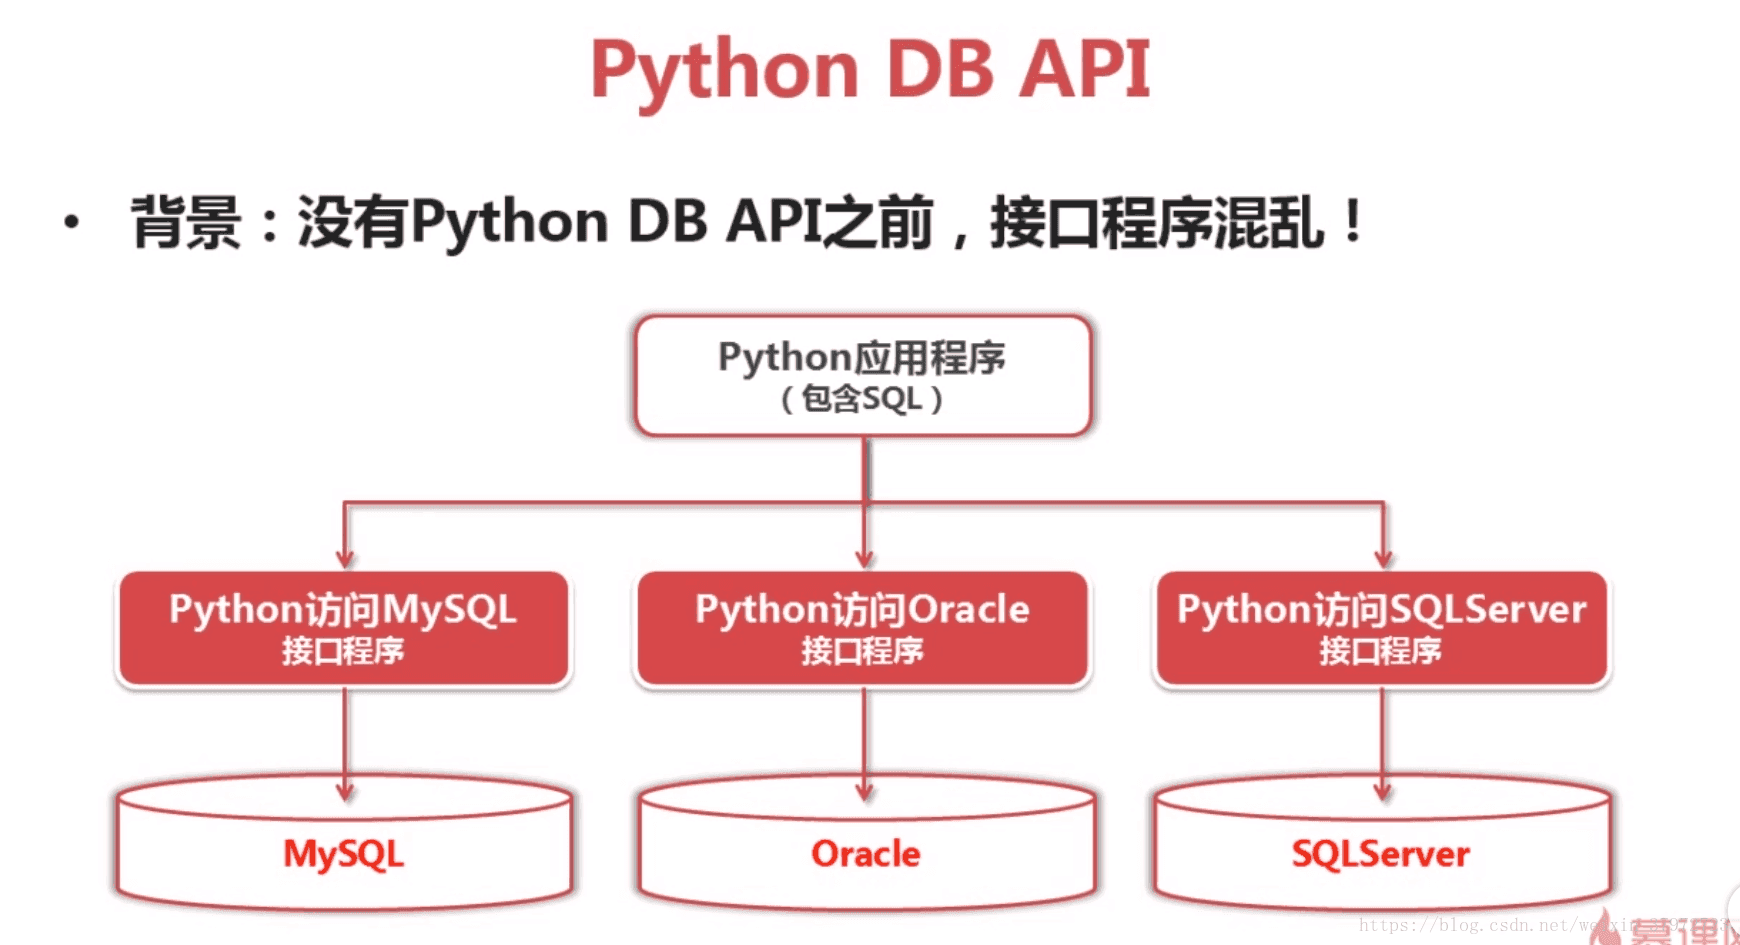 Python DB API
• 背景：没有Python DB API之前，接口程序混乱！
Python应用程序
（包含SQL）
Python访问MySQL
接口程序
Python访问Oracle
接口程序
Python访问SQLServer
接口程序
MySQL
Oracle
SQLServer
https://blog.csdn.net/
慕课网